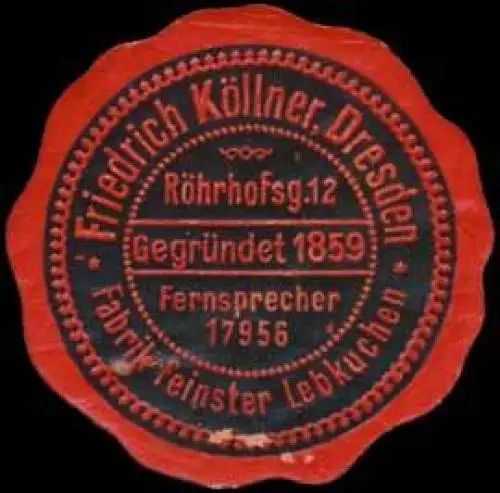 Friedrich Köllner, Dresden
Röhrhofsg.12
Gegründet 1859
Fernsprecher
17956
Fabrik feinster Lebkuchen